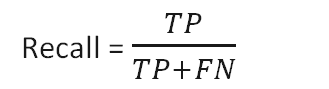 Recall = TP / TP+FN